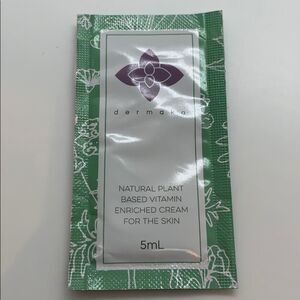 dermaka
NATURAL PLANT
BASED VITAMIN
ENRICHED CREAM
FOR THE SKIN
5mL